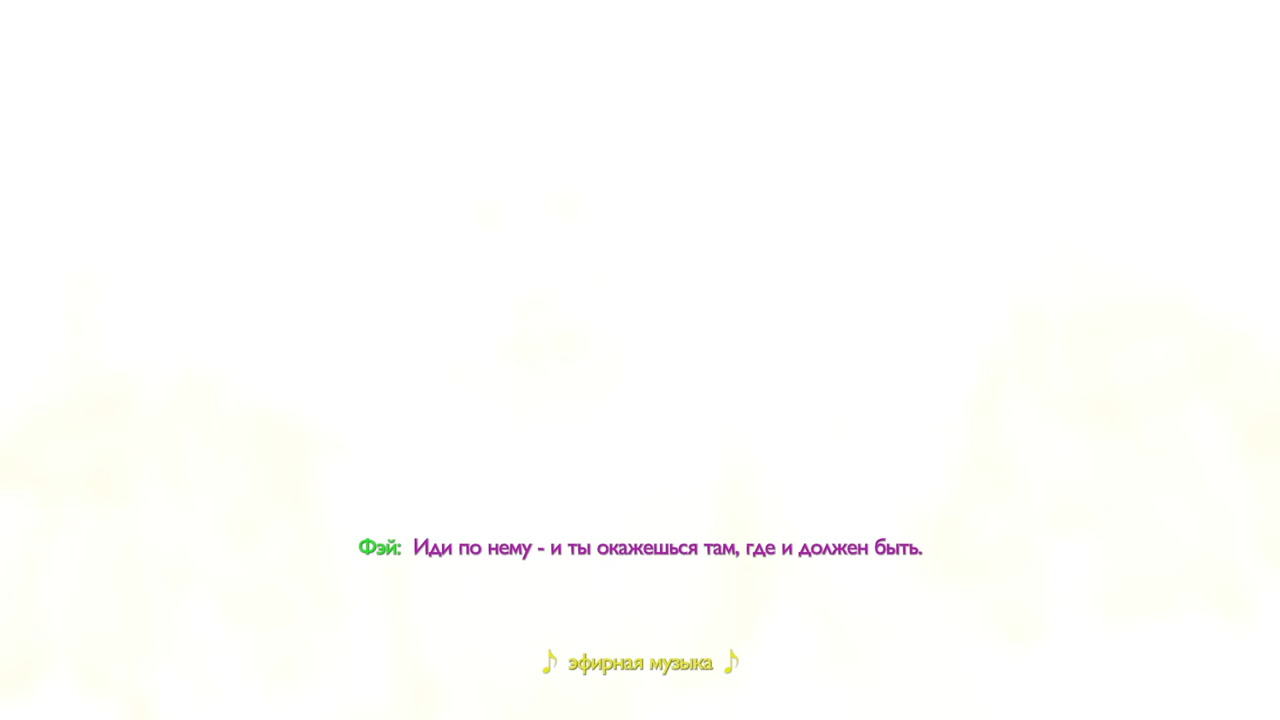 Фэй: Иди по нему - и ты окажешься там, где и должен быть.
♪ эфирная музыка ♪